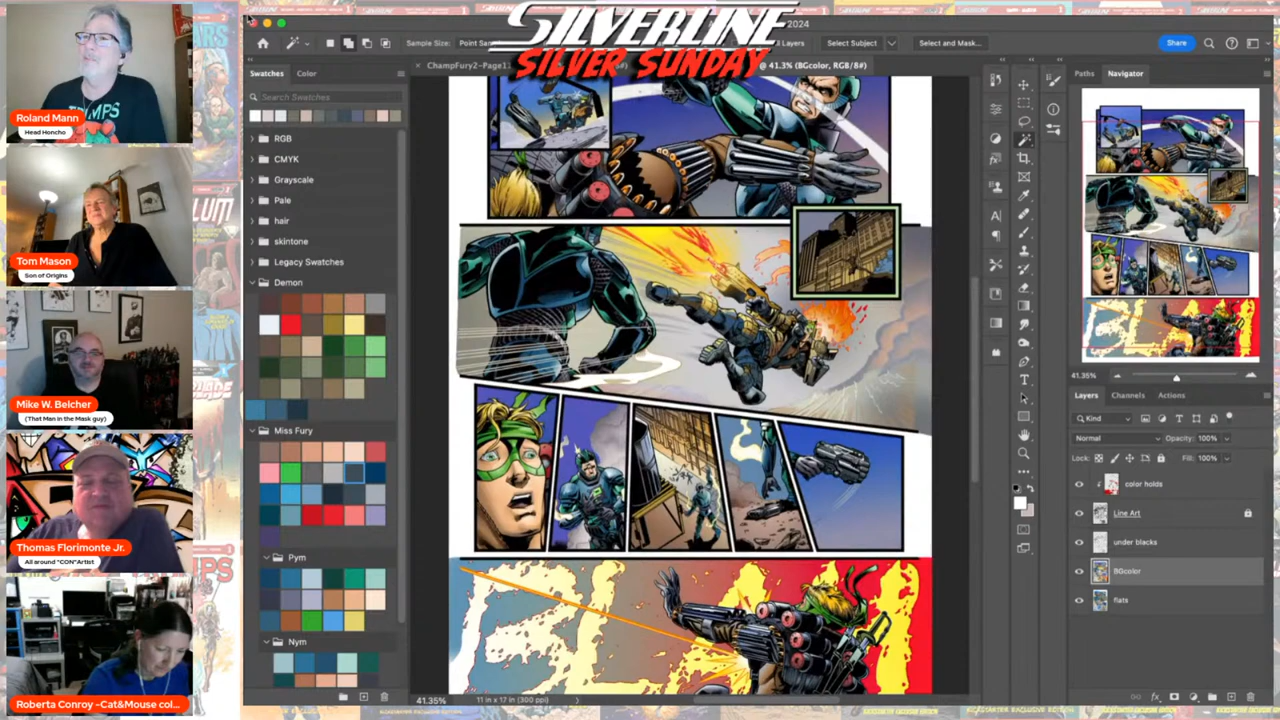 SILVERLINE
SILVER SUNDAY
2024
Sample Size:
Point Sam
Layers
Select Subject
Select and Mask...
Share
ChampFury2-Page1
@ 41.3% (BGcolor, RGB/8#)
Swatches
Color
Search Swatches
RGB
CMYK
Grayscale
Pale
hair
skintone
Legacy Swatches
Demon
Miss Fury
Pym
Nym
41.35%
11 in x 17 in (300 ppi)
Paths
Navigator
41.35%
Layers
Channels
Actions
Kind
Normal
Opacity: 100%
Lock:
Fill: 100%
color holds
Line Art
under blacks
BGcolor
flats
Roland Mann
Head Honcho
Tom Mason
Son of Origins
Mike W. Belcher
(That Man in the Mask guy)
Thomas Florimonte Jr.
All around "CON"Artist
Roberta Conroy -Cat&Mouse col...